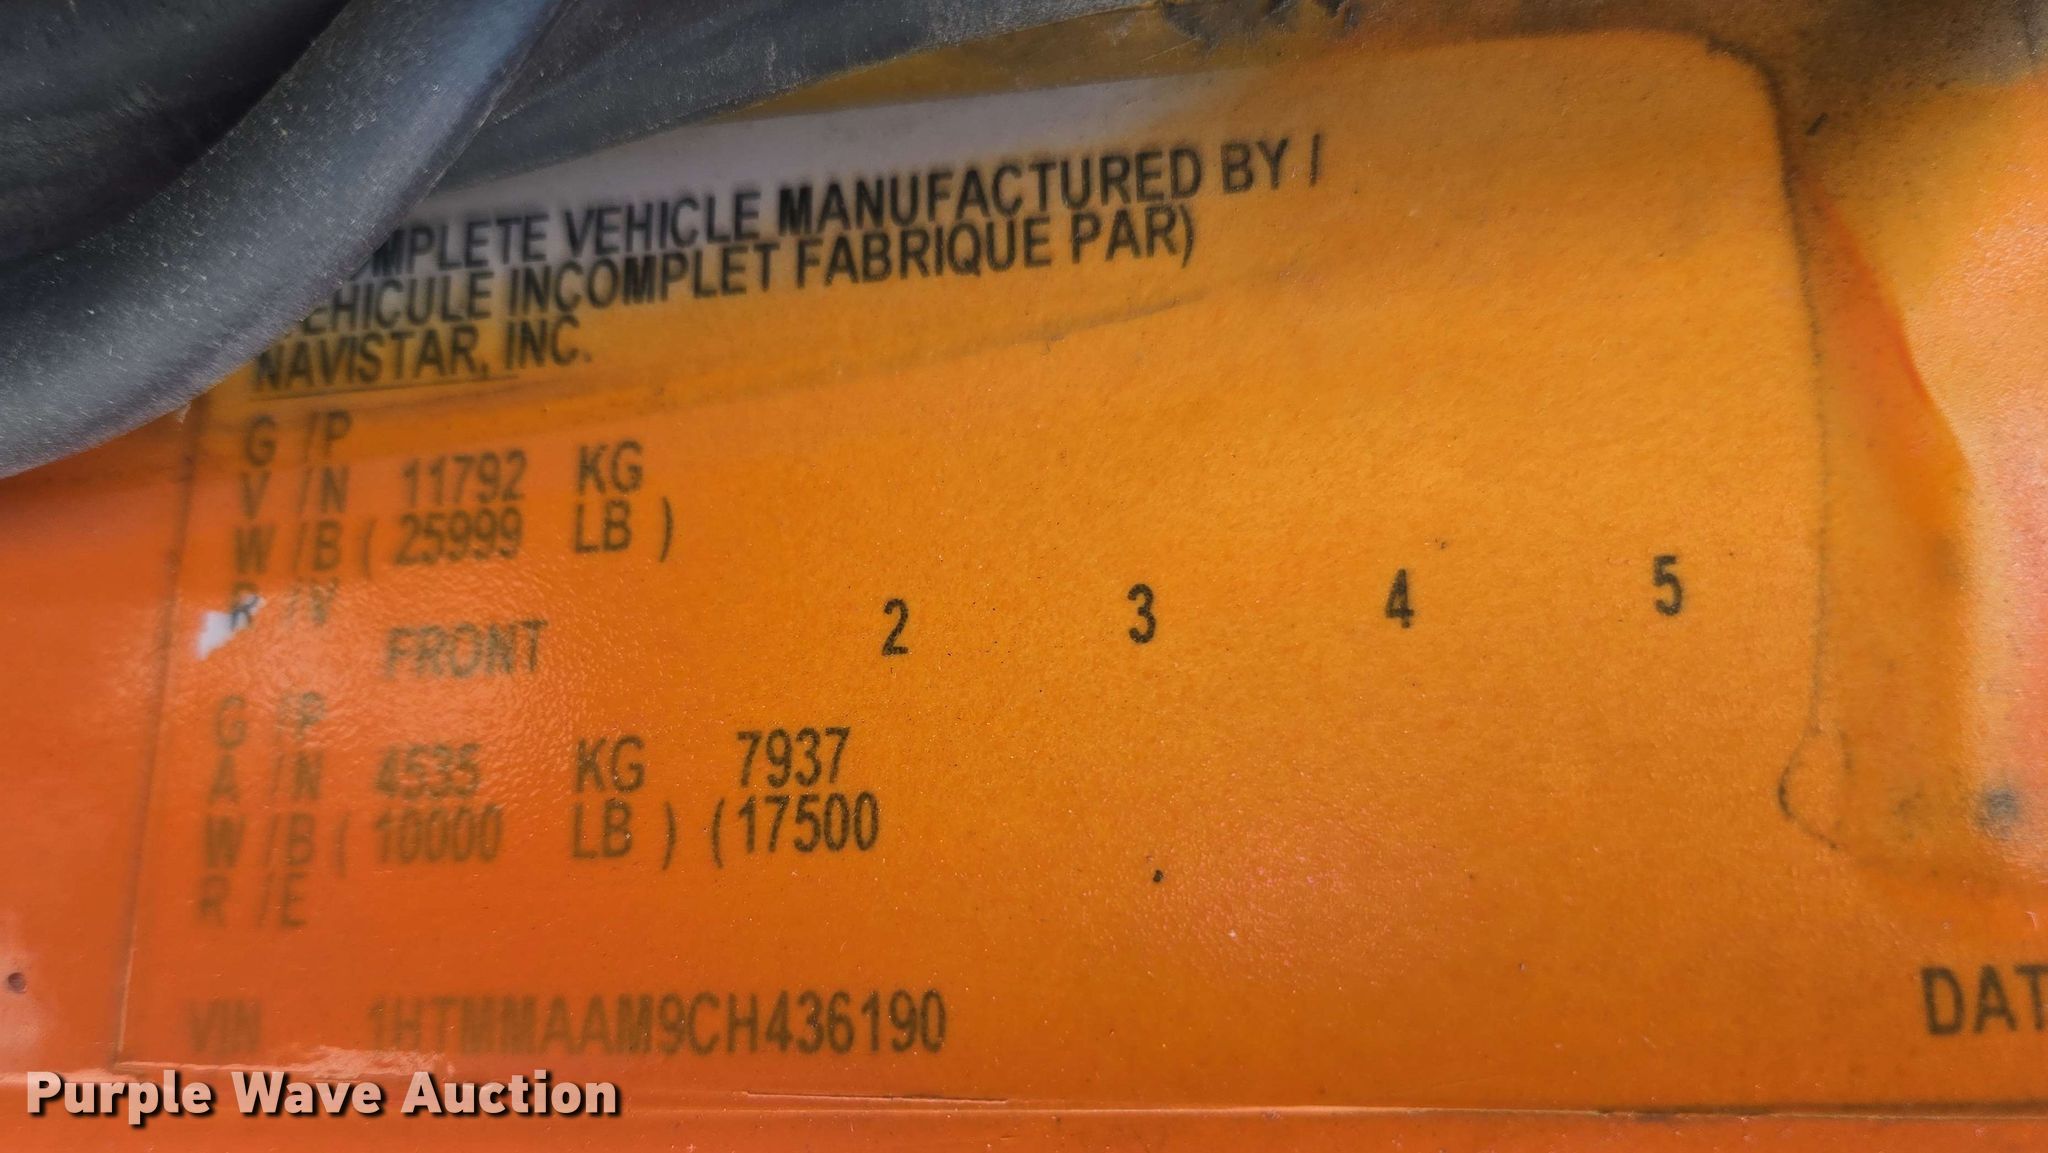 OMPLETE VEHICLE MANUFACTURED BY /
EHICULE INCOMPLET FABRIQUE PAR)
NAVISTAR, INC.
G /P
V /N 11792 KG
W /B ( 25999 LB )
R /V
FRONT 2 3 4 5
G /P
A /N 4535 KG 7937
W /B ( 10000 LB ) ( 17500
R /E
VIN 1HTMMAAM9CH436190
DAT
Purple Wave Auction